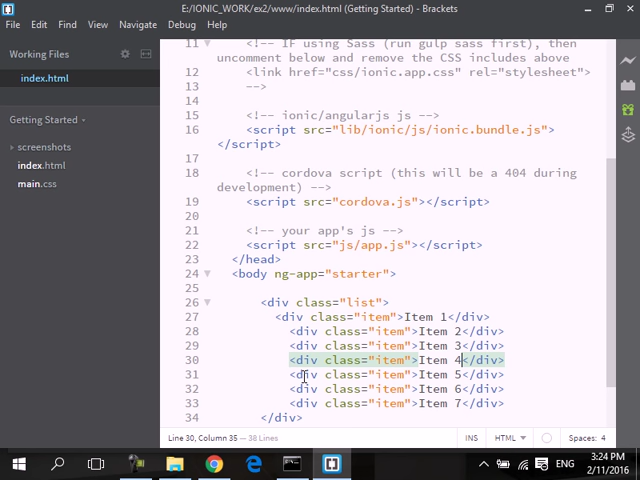 E:/IONIC_WORK/ex2/www/index.html (Getting Started) - Brackets
File Edit Find View Navigate Debug Help
Working Files
index.html
Getting Started
screenshots
index.html
main.css
11 <!-- IF using Sass (run gulp sass first), then
uncomment below and remove the CSS includes above
12 <link href="css/ionic.app.css" rel="stylesheet">
13 -->
14
15 <!-- ionic/angularjs js -->
16 <script src="lib/ionic/js/ionic.bundle.js">
</script>
17
18 <!-- cordova script (this will be a 404 during
development) -->
19 <script src="cordova.js"></script>
20
21 <!-- your app's js -->
22 <script src="js/app.js"></script>
23 </head>
24 <body ng-app="starter">
26 <div class="list">
27 <div class="item">Item 1</div>
28 <div class="item">Item 2</div>
29 <div class="item">Item 3</div>
30 <div class="item">Item 4</div>
31 <div class="item">Item 5</div>
32 <div class="item">Item 6</div>
33 <div class="item">Item 7</div>
34 </div>
Line 30, Column 35 — 38 Lines
INS HTML Spaces: 4
ENG
3:24 PM
2/11/2016